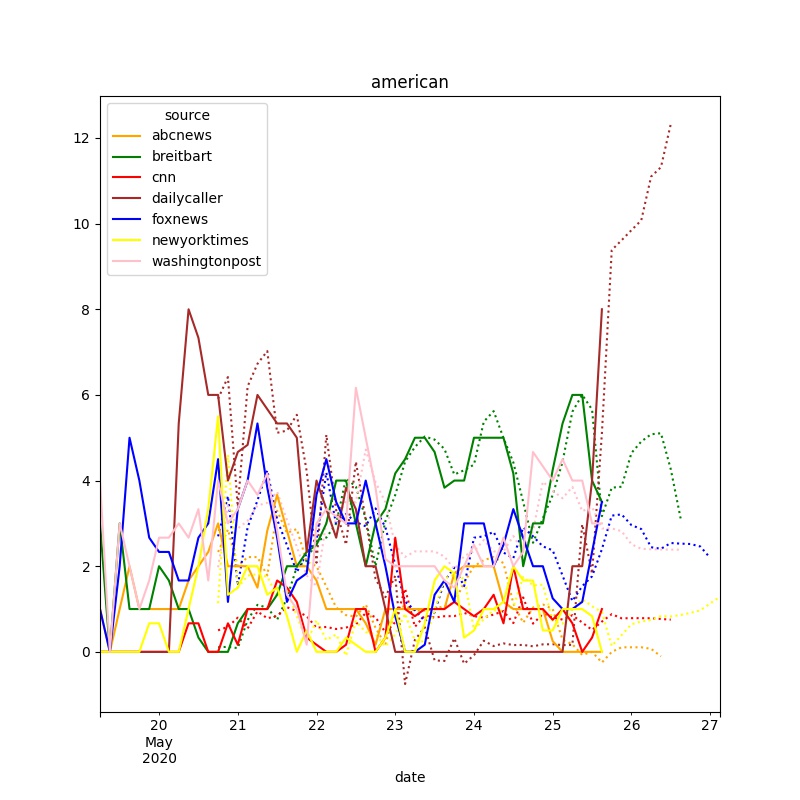 american
source
abcnews
breitbart
cnn
dailycaller
foxnews
newyorktimes
washingtonpost
12
10
8
6
4
2
0
20 21 22 23 24 25 26 27
May
2020
date